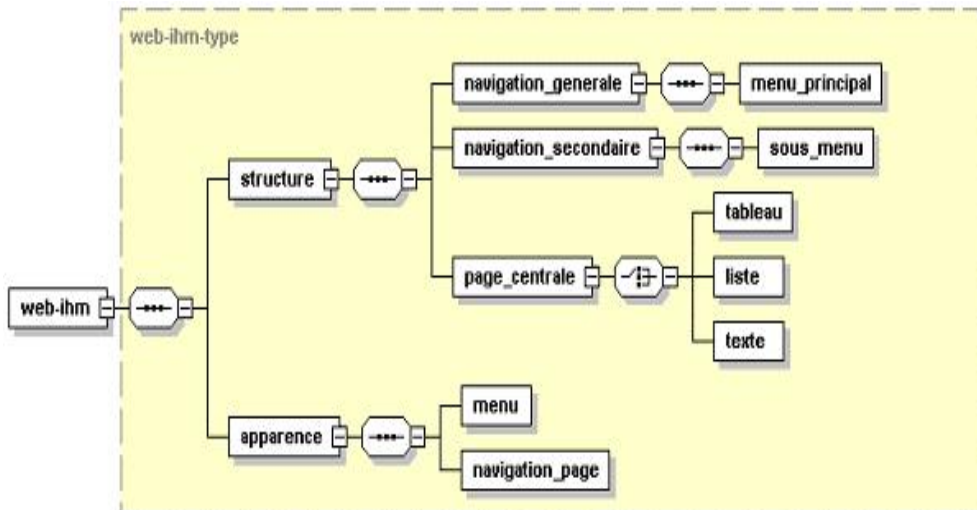 web-ihm-type
navigation_generale
menu_principal
navigation_secondaire
sous_menu
structure
tableau
page_centrale
liste
web-ihm
texte
menu
apparence
navigation_page